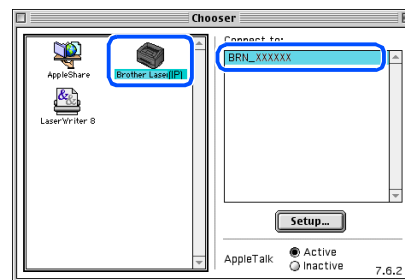 Chooser
Connect to:
AppleShare
Brother Laser(IP)
LaserWriter 8
BRN_XXXXXX
Setup...
AppleTalk
Active
Inactive
7.6.2